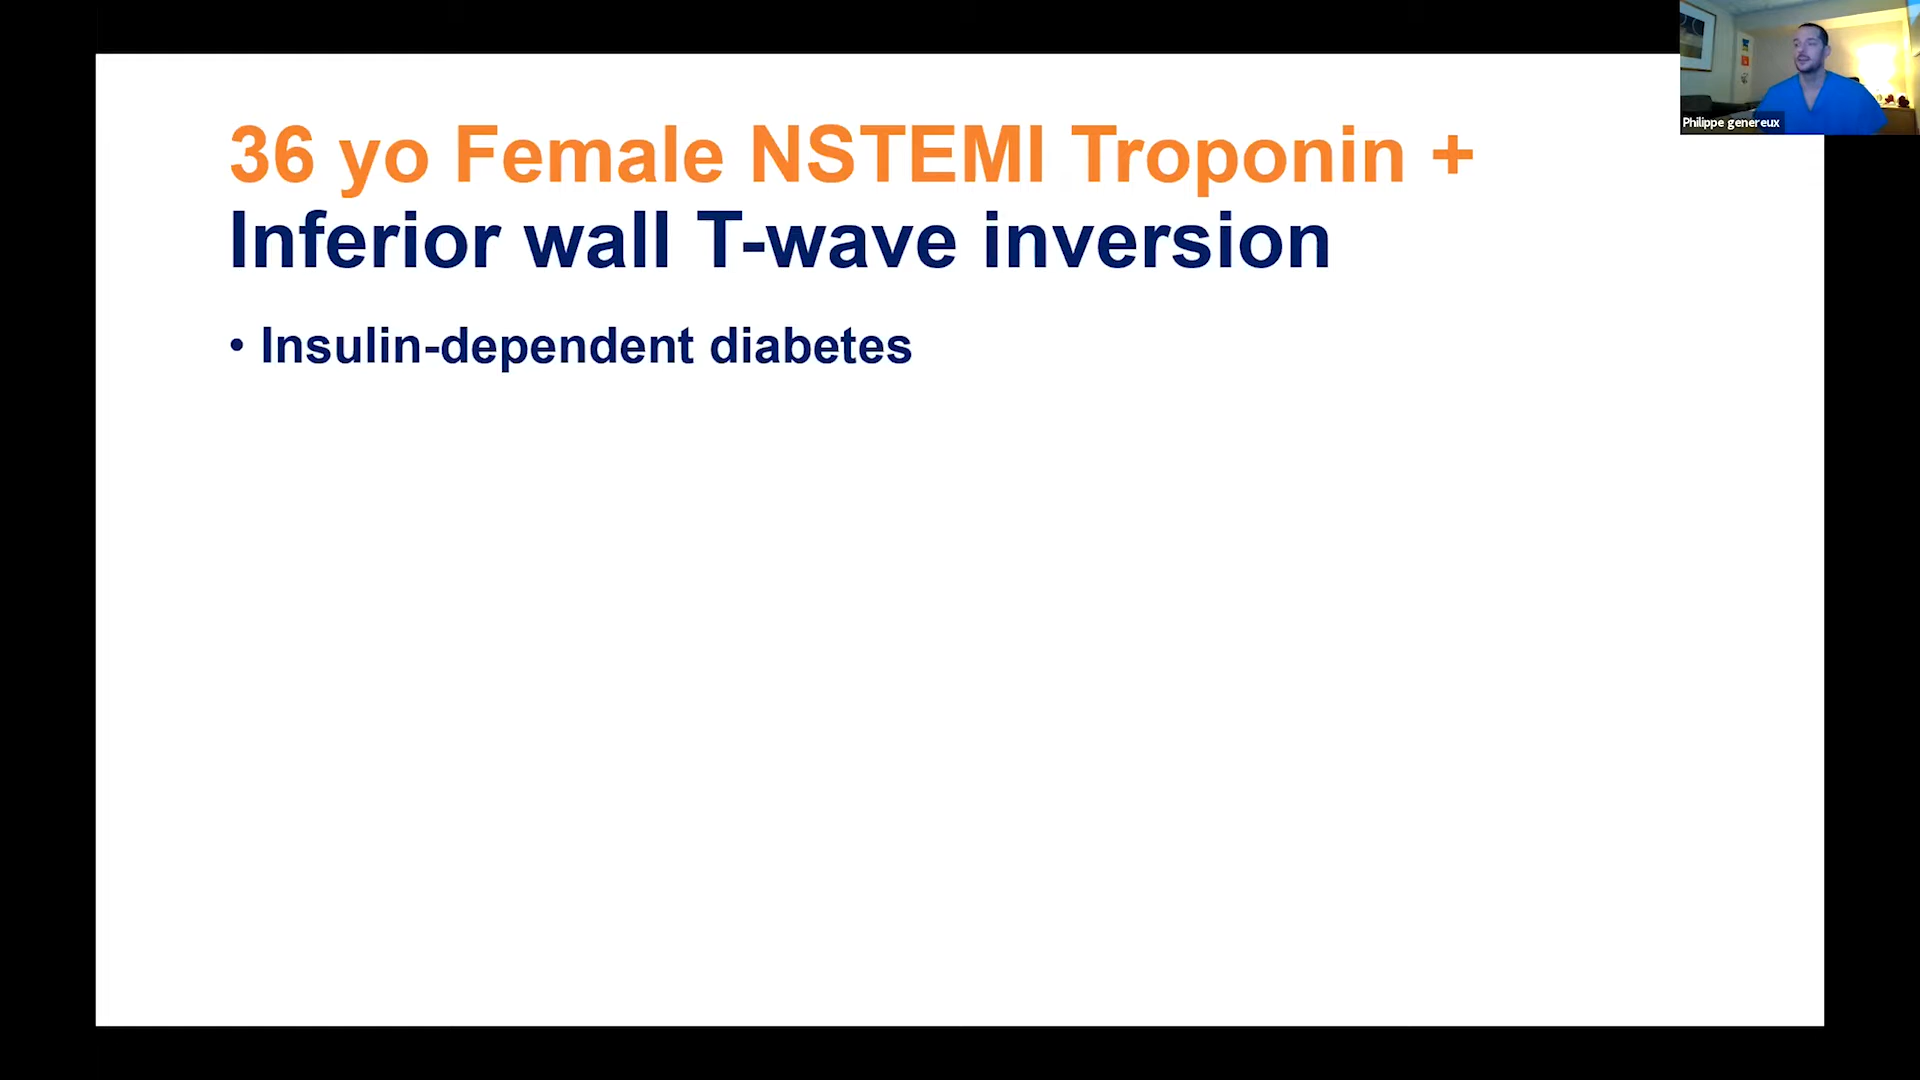 36 yo Female NSTEMI Troponin +
Inferior wall T-wave inversion
• Insulin-dependent diabetes
Philippe genereux